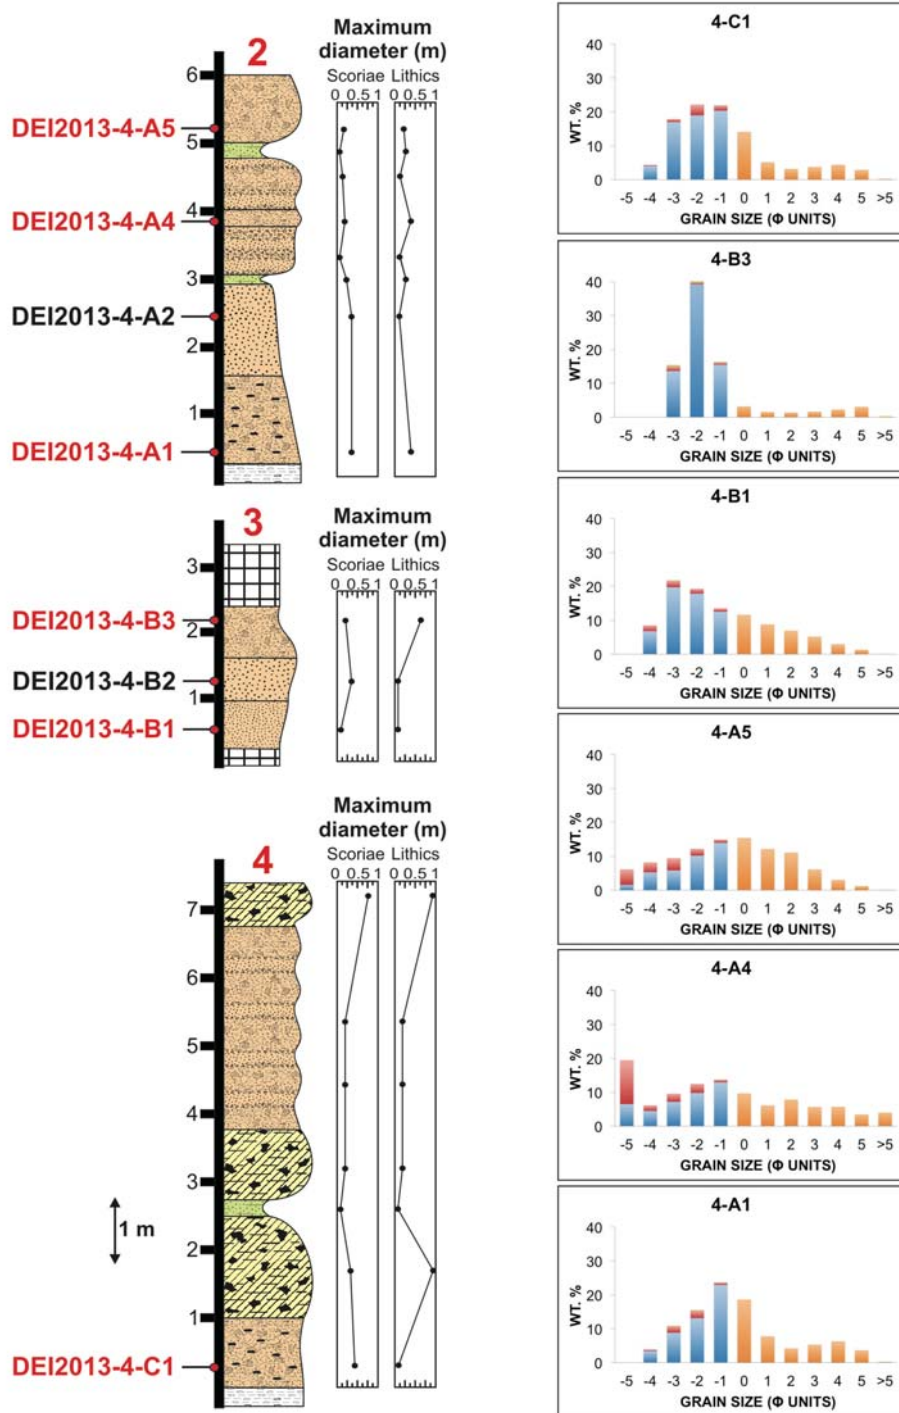 2
Maximum
diameter (m)
Scoriae Lithics
0 0.5 1 0 0.5 1
6
DEI2013-4-A5
5
4
DEI2013-4-A4
3
DEI2013-4-A2
2
1
DEI2013-4-A1
3
Maximum
diameter (m)
Scoriae Lithics
0 0.5 1 0 0.5 1
3
DEI2013-4-B3
2
DEI2013-4-B2
1
DEI2013-4-B1
4
Maximum
diameter (m)
Scoriae Lithics
0 0.5 1 0 0.5 1
7
6
5
4
3
1 m
2
1
DEI2013-4-C1
4-C1
WT. %
40
30
20
10
0
-5 -4 -3 -2 -1 0 1 2 3 4 5 >5
GRAIN SIZE (Φ UNITS)
4-B3
WT. %
40
30
20
10
0
-5 -4 -3 -2 -1 0 1 2 3 4 5 >5
GRAIN SIZE (Φ UNITS)
4-B1
WT. %
40
30
20
10
0
-5 -4 -3 -2 -1 0 1 2 3 4 5 >5
GRAIN SIZE (Φ UNITS)
4-A5
WT. %
40
30
20
10
0
-5 -4 -3 -2 -1 0 1 2 3 4 5 >5
GRAIN SIZE (Φ UNITS)
4-A4
WT. %
40
30
20
10
0
-5 -4 -3 -2 -1 0 1 2 3 4 5 >5
GRAIN SIZE (Φ UNITS)
4-A1
WT. %
40
30
20
10
0
-5 -4 -3 -2 -1 0 1 2 3 4 5 >5
GRAIN SIZE (Φ UNITS)